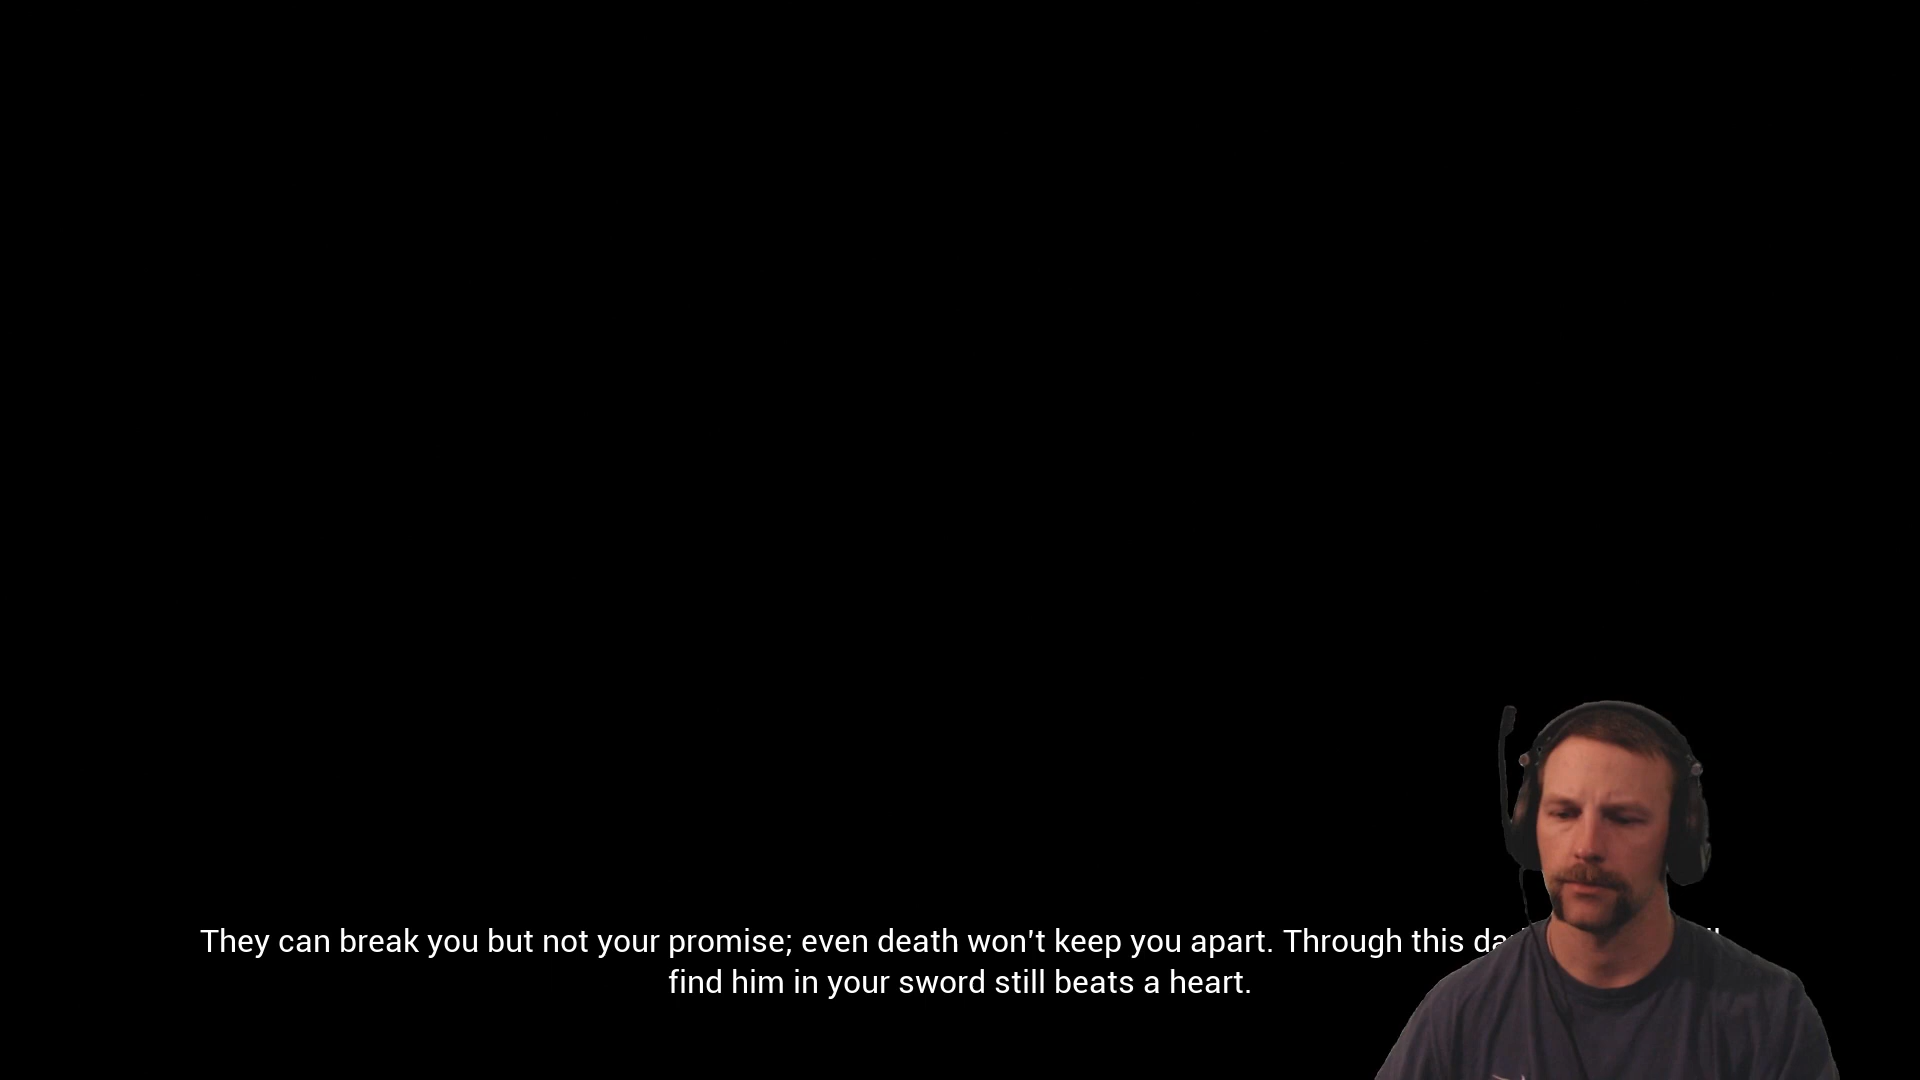 They can break you but not your promise; even death won't keep you apart. Through this
find him in your sword still beats a heart.